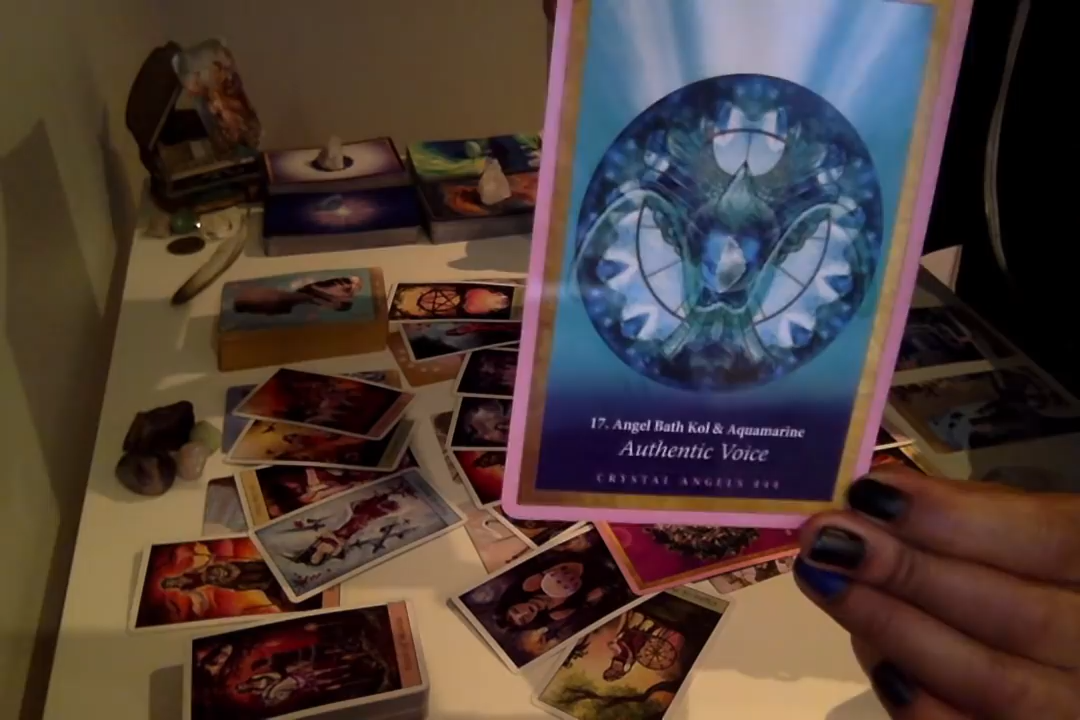 17. Angel Bath Kol & Aquamarine
Authentic Voice
CRYSTAL ANGELS 444